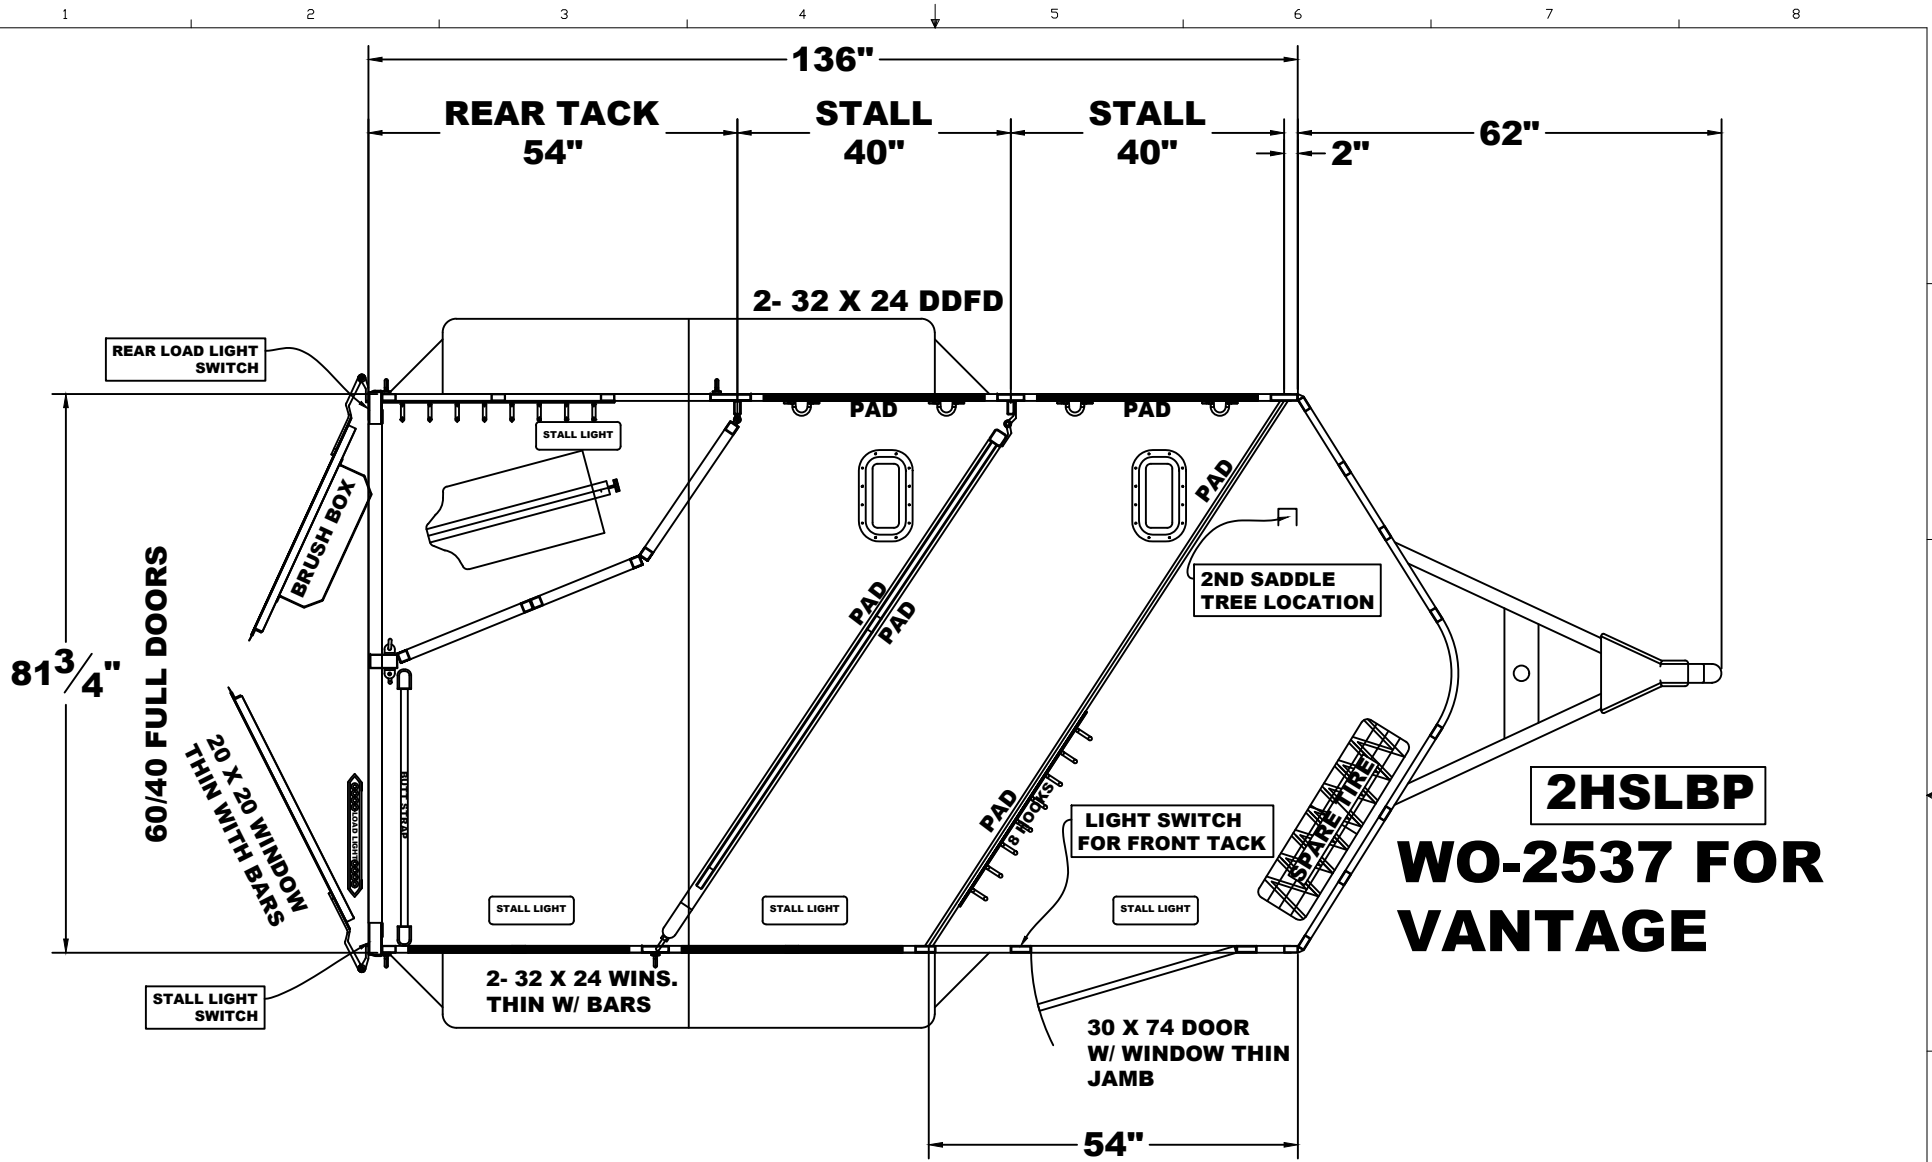 1 2 3 4 5 6 7 8
136"
REAR TACK
54"
STALL
40"
STALL
40"
2"
62"
2- 32 X 24 DDFD
REAR LOAD LIGHT
SWITCH
PAD
PAD
STALL LIGHT
BRUSH BOX
PAD
2ND SADDLE
TREE LOCATION
PAD
PAD
81 3/4"
60/40 FULL DOORS
20 X 20 WINDOW
THIN WITH BARS
LOAD LIGHT
BUTT STRAP
PAD
8 HOOKS
LIGHT SWITCH
FOR FRONT TACK
SPARE TIRE
2HSLBP
WO-2537 FOR
VANTAGE
STALL LIGHT
STALL LIGHT
STALL LIGHT
STALL LIGHT
SWITCH
2- 32 X 24 WINS.
THIN W/ BARS
30 X 74 DOOR
W/ WINDOW THIN
JAMB
54"